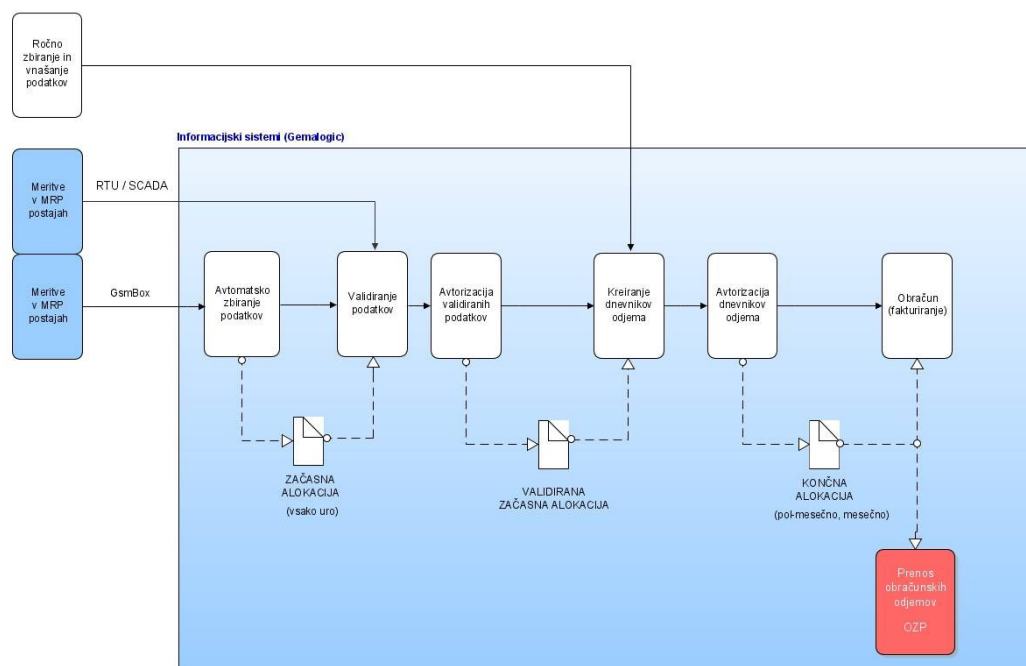 Ročno
zbiranje in
vnašanje
podatkov
Informacijski sistemi (Gemalogic)
Meritve
v MRP
postajah
RTU / SCADA
Meritve
v MRP
postajah
GsmBox
Avtomatsko
zbiranje
podatkov
Validiranje
podatkov
Avtorizacija
validiranih
podatkov
Kreiranje
dnevnikov
odjema
Avtorizacija
dnevnikov
odjema
Obračun
(fakturiranje)
ZAČASNA
ALOKACIJA
(vsako uro)
VALIDIRANA
ZAČASNA ALOKACIJA
KONČNA
ALOKACIJA
(pol-mesečno, mesečno)
Prenos
obračunskih
odjemov
OZP